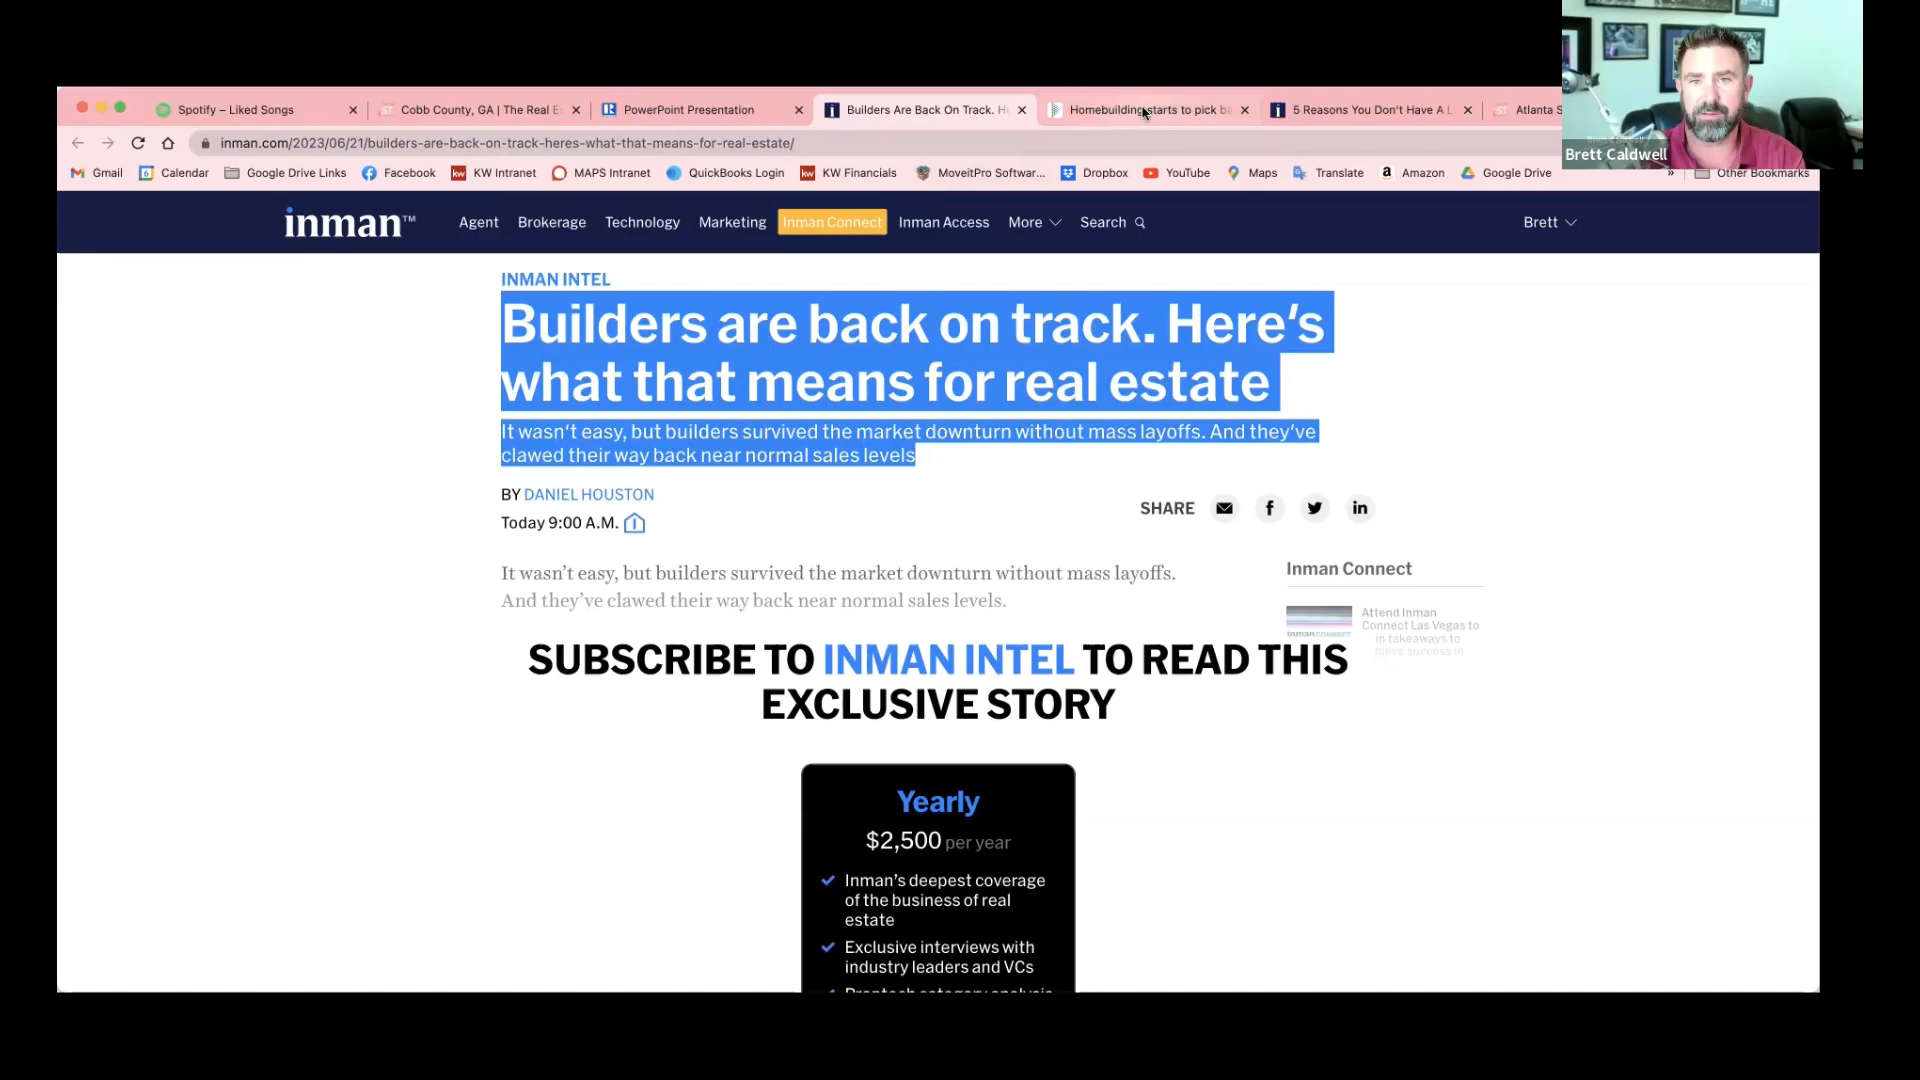 Spotify – Liked Songs
Cobb County, GA | The Real E
PowerPoint Presentation
Builders Are Back On Track. H
Homebuilding starts to pick b
5 Reasons You Don't Have A L
Atlanta S
inman.com/2023/06/21/builders-are-back-on-track-heres-what-that-means-for-real-estate/
Brett Caldwell
Gmail
Calendar
Google Drive Links
Facebook
KW Intranet
MAPS Intranet
QuickBooks Login
KW Financials
MoveitPro Softwar...
Dropbox
YouTube
Maps
Translate
Amazon
Google Drive
»
Other Bookmarks
inman™
Agent
Brokerage
Technology
Marketing
Inman Connect
Inman Access
More
Search
Brett
INMAN INTEL
Builders are back on track. Here's
what that means for real estate
It wasn't easy, but builders survived the market downturn without mass layoffs. And they've
clawed their way back near normal sales levels
BY DANIEL HOUSTON
Today 9:00 A.M.
SHARE
It wasn’t easy, but builders survived the market downturn without mass layoffs.
And they’ve clawed their way back near normal sales levels.
Inman Connect
Attend Inman
Connect Las Vegas to
in takeaways to
success in
SUBSCRIBE TO INMAN INTEL TO READ THIS
EXCLUSIVE STORY
Yearly
$2,500 per year
Inman’s deepest coverage
of the business of real
estate
Exclusive interviews with
industry leaders and VCs
Proptech category analysis